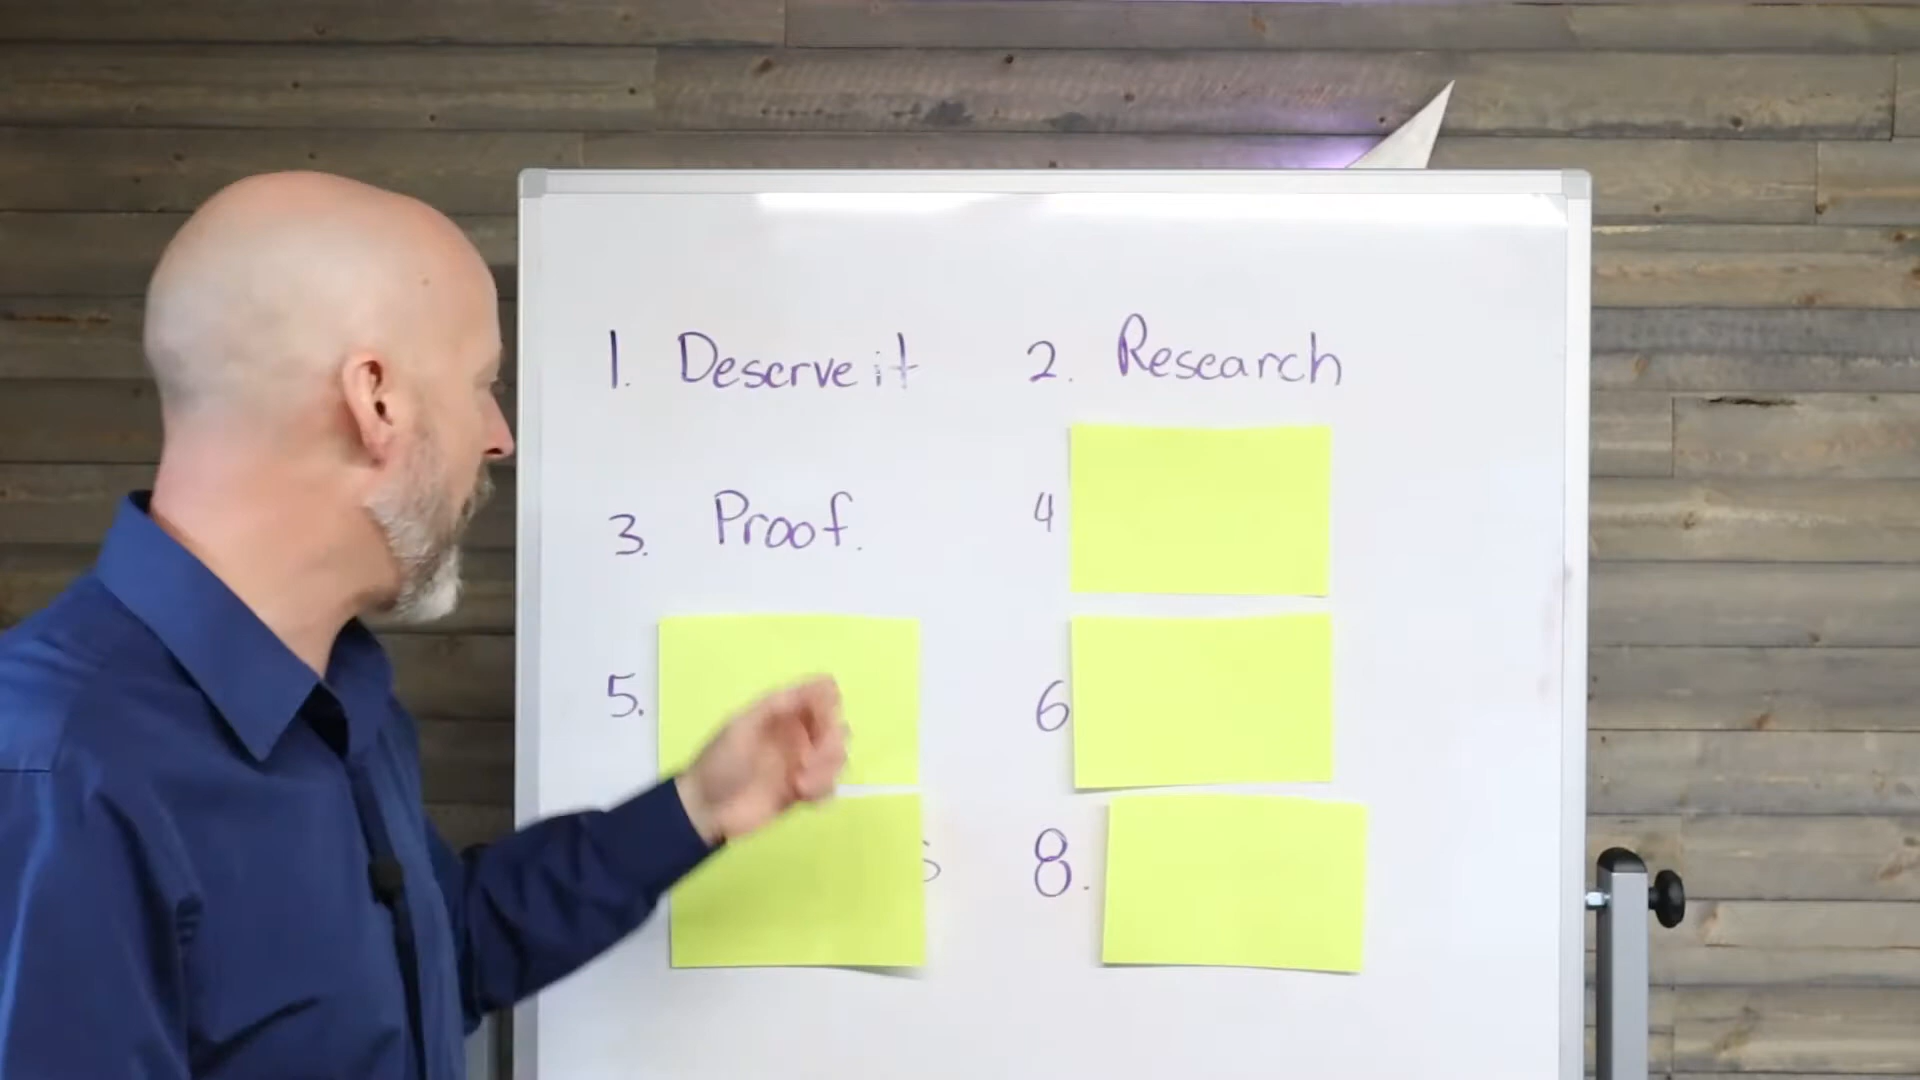 1. Deserve it
2. Research
3. Proof.
4
5.
6
s
8.